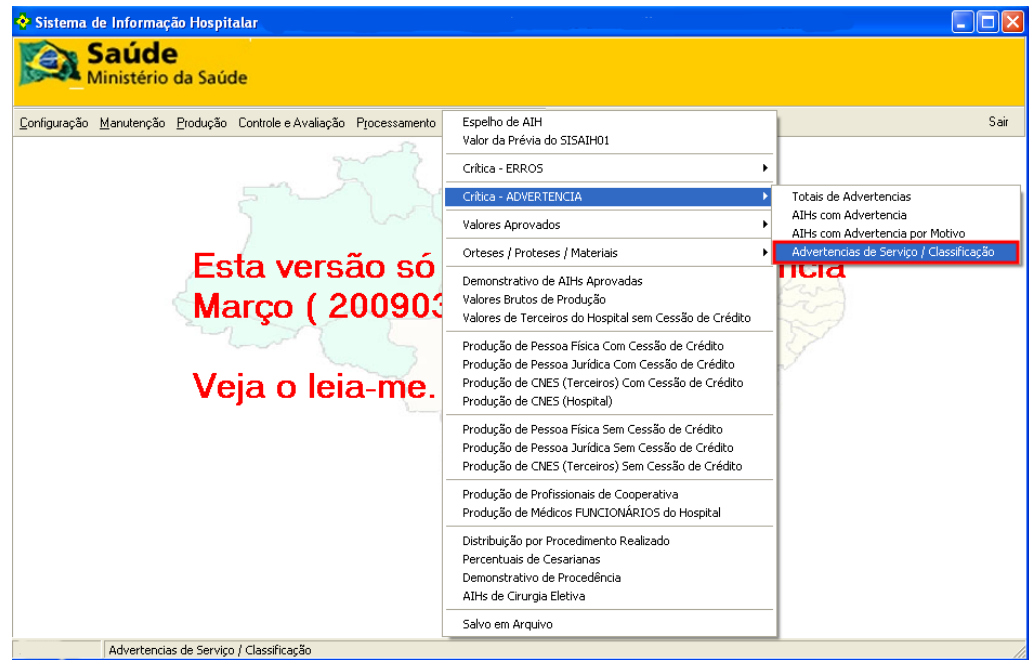 Sistema de Informação Hospitalar
Saúde
Ministério da Saúde
Configuração Manutenção Produção Controle e Avaliação Processamento Sair
Espelho de AIH
Valor da Prévia do SISAIH01
Crítica - ERROS
Crítica - ADVERTENCIA
Valores Aprovados
Orteses / Proteses / Materiais
Demonstrativo de AIHs Aprovadas
Valores Brutos de Produção
Valores de Terceiros do Hospital sem Cessão de Crédito
Produção de Pessoa Física Com Cessão de Crédito
Produção de Pessoa Jurídica Com Cessão de Crédito
Produção de CNES (Terceiros) Com Cessão de Crédito
Produção de CNES (Hospital)
Produção de Pessoa Física Sem Cessão de Crédito
Produção de Pessoa Jurídica Sem Cessão de Crédito
Produção de CNES (Terceiros) Sem Cessão de Crédito
Produção de Profissionais de Cooperativa
Produção de Médicos FUNCIONÁRIOS do Hospital
Distribuição por Procedimento Realizado
Percentuais de Cesarianas
Demonstrativo de Procedência
AIHs de Cirurgia Eletiva
Salvo em Arquivo
Totais de Advertencias
AIHs com Advertencia
AIHs com Advertencia por Motivo
Advertencias de Serviço / Classificação
Esta versão só
Março ( 200903
Veja o leia-me.
Advertencias de Serviço / Classificação